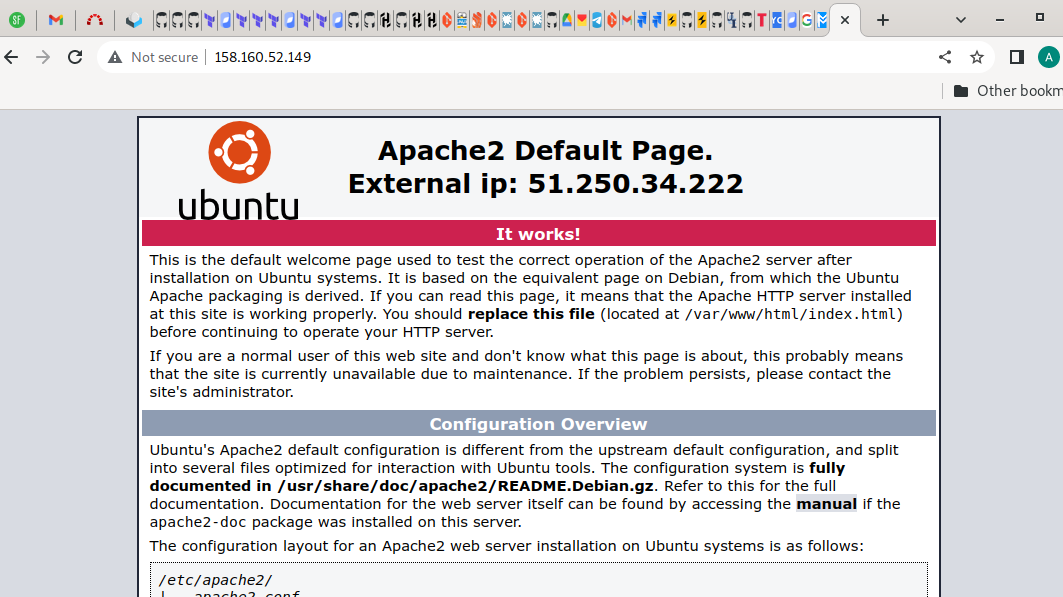 Not secure
158.160.52.149
A
Other bookm
ubuntu
Apache2 Default Page.
External ip: 51.250.34.222
It works!
This is the default welcome page used to test the correct operation of the Apache2 server after
installation on Ubuntu systems. It is based on the equivalent page on Debian, from which the Ubuntu
Apache packaging is derived. If you can read this page, it means that the Apache HTTP server installed
at this site is working properly. You should replace this file (located at /var/www/html/index.html)
before continuing to operate your HTTP server.
If you are a normal user of this web site and don't know what this page is about, this probably means
that the site is currently unavailable due to maintenance. If the problem persists, please contact the
site's administrator.
Configuration Overview
Ubuntu's Apache2 default configuration is different from the upstream default configuration, and split
into several files optimized for interaction with Ubuntu tools. The configuration system is fully
documented in /usr/share/doc/apache2/README.Debian.gz. Refer to this for the full
documentation. Documentation for the web server itself can be found by accessing the manual if the
apache2-doc package was installed on this server.
The configuration layout for an Apache2 web server installation on Ubuntu systems is as follows:
/etc/apache2/